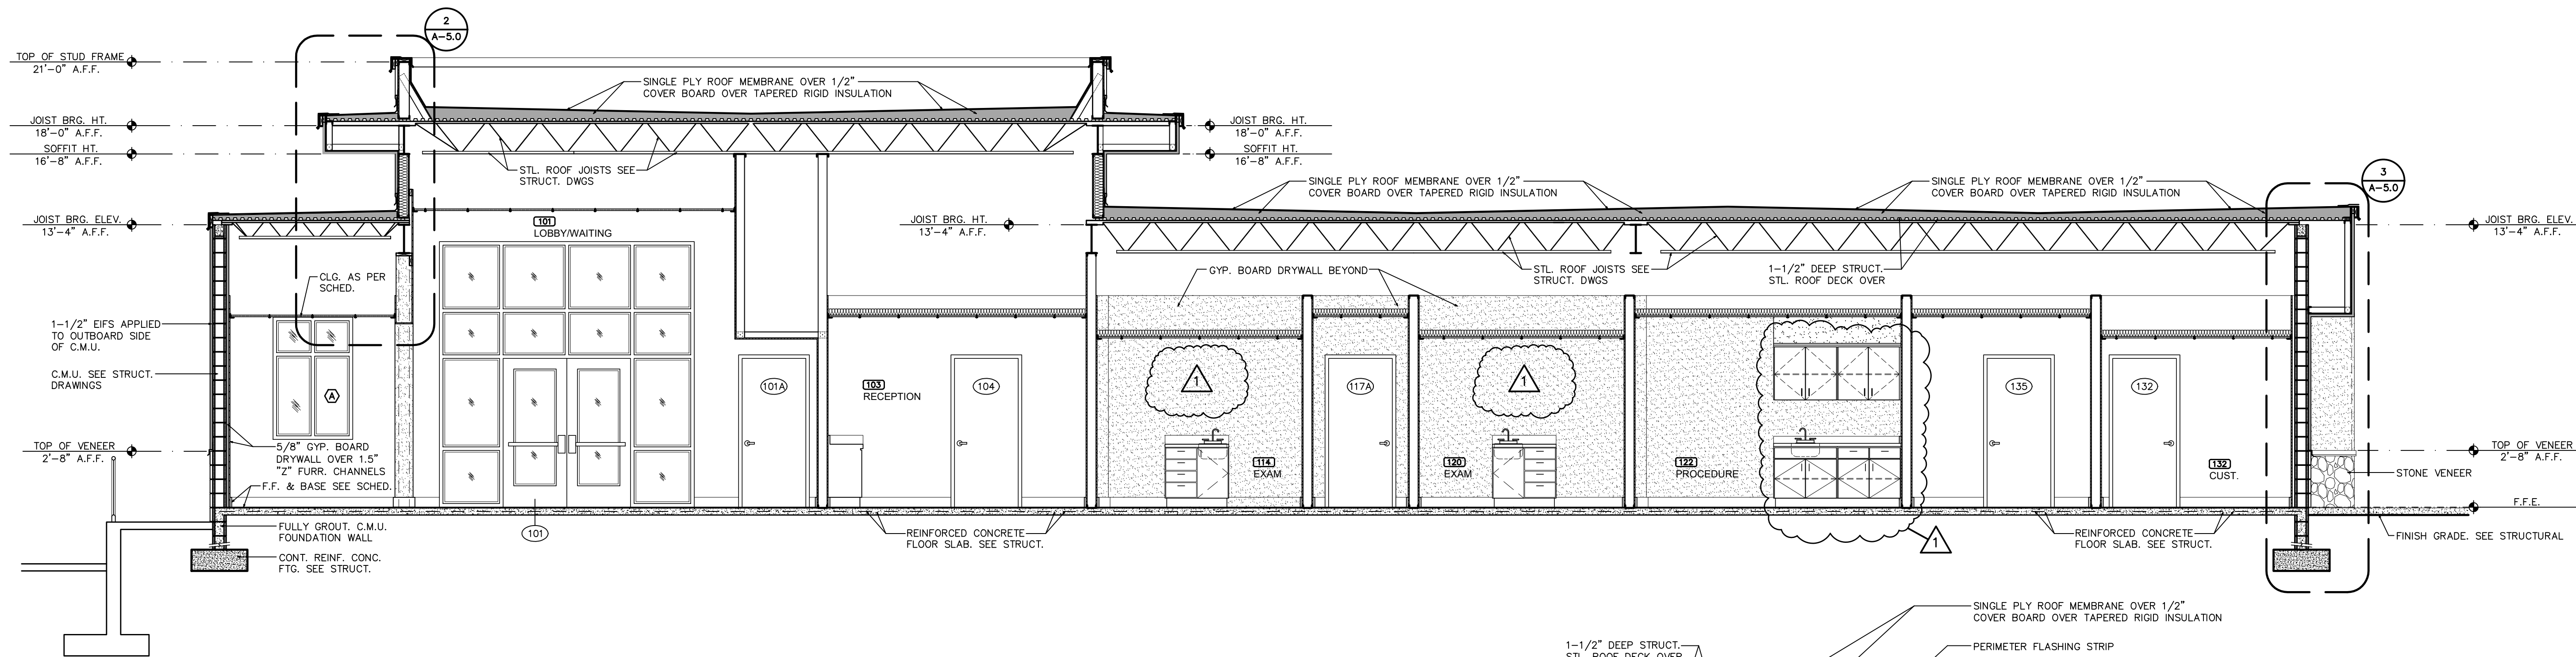 2
A-5.0
TOP OF STUD FRAME
21'-0" A.F.F.
SINGLE PLY ROOF MEMBRANE OVER 1/2"
COVER BOARD OVER TAPERED RIGID INSULATION
JOIST BRG. HT.
18'-0" A.F.F.
SOFFIT HT.
16'-8" A.F.F.
JOIST BRG. HT.
18'-0" A.F.F.
SOFFIT HT.
16'-8" A.F.F.
STL. ROOF JOISTS SEE
STRUCT. DWGS
SINGLE PLY ROOF MEMBRANE OVER 1/2"
COVER BOARD OVER TAPERED RIGID INSULATION
SINGLE PLY ROOF MEMBRANE OVER 1/2"
COVER BOARD OVER TAPERED RIGID INSULATION
3
A-5.0
JOIST BRG. ELEV.
13'-4" A.F.F.
101
LOBBY/WAITING
JOIST BRG. HT.
13'-4" A.F.F.
JOIST BRG. ELEV.
13'-4" A.F.F.
CLG. AS PER
SCHED.
GYP. BOARD DRYWALL BEYOND
STL. ROOF JOISTS SEE
STRUCT. DWGS
1-1/2" DEEP STRUCT.
STL. ROOF DECK OVER
1-1/2" EIFS APPLIED
TO OUTBOARD SIDE
OF C.M.U.
C.M.U. SEE STRUCT.
DRAWINGS
A
101A
103
RECEPTION
104
1
117A
1
135
132
TOP OF VENEER
2'-8" A.F.F.
5/8" GYP. BOARD
DRYWALL OVER 1.5"
"Z" FURR. CHANNELS
F.F. & BASE SEE SCHED.
114
EXAM
120
EXAM
122
PROCEDURE
132
CUST.
TOP OF VENEER
2'-8" A.F.F.
STONE VENEER
F.F.E.
FULLY GROUT. C.M.U.
FOUNDATION WALL
101
REINFORCED CONCRETE
FLOOR SLAB. SEE STRUCT.
1
REINFORCED CONCRETE
FLOOR SLAB. SEE STRUCT.
FINISH GRADE. SEE STRUCTURAL
CONT. REINF. CONC.
FTG. SEE STRUCT.
SINGLE PLY ROOF MEMBRANE OVER 1/2"
COVER BOARD OVER TAPERED RIGID INSULATION
1-1/2" DEEP STRUCT.
STL. ROOF DECK OVER
PERIMETER FLASHING STRIP